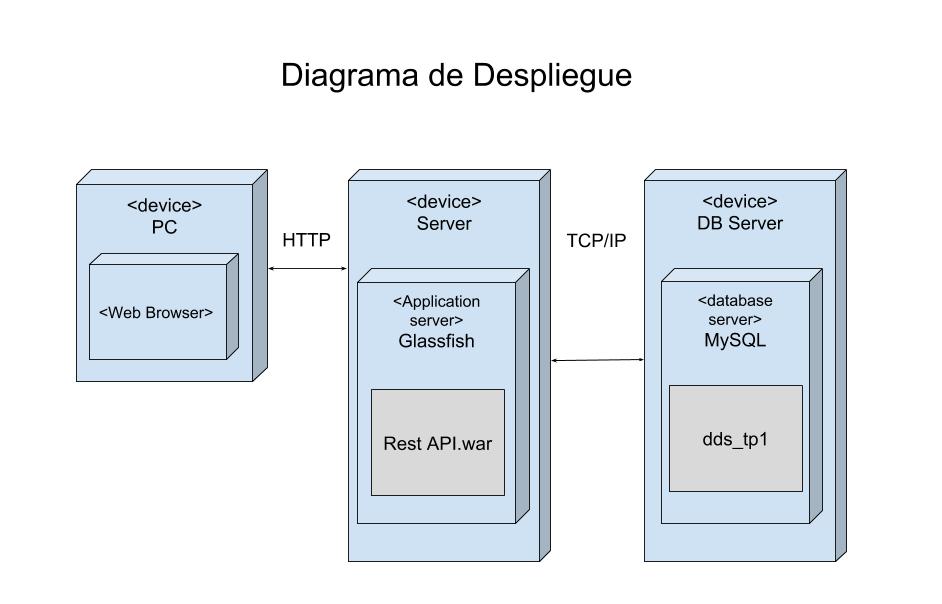 Diagrama de Despliegue
<device>
PC
<Web Browser>
HTTP
<device>
Server
<Application
server>
Glassfish
Rest API.war
TCP/IP
<device>
DB Server
<database
server>
MySQL
dds_tp1